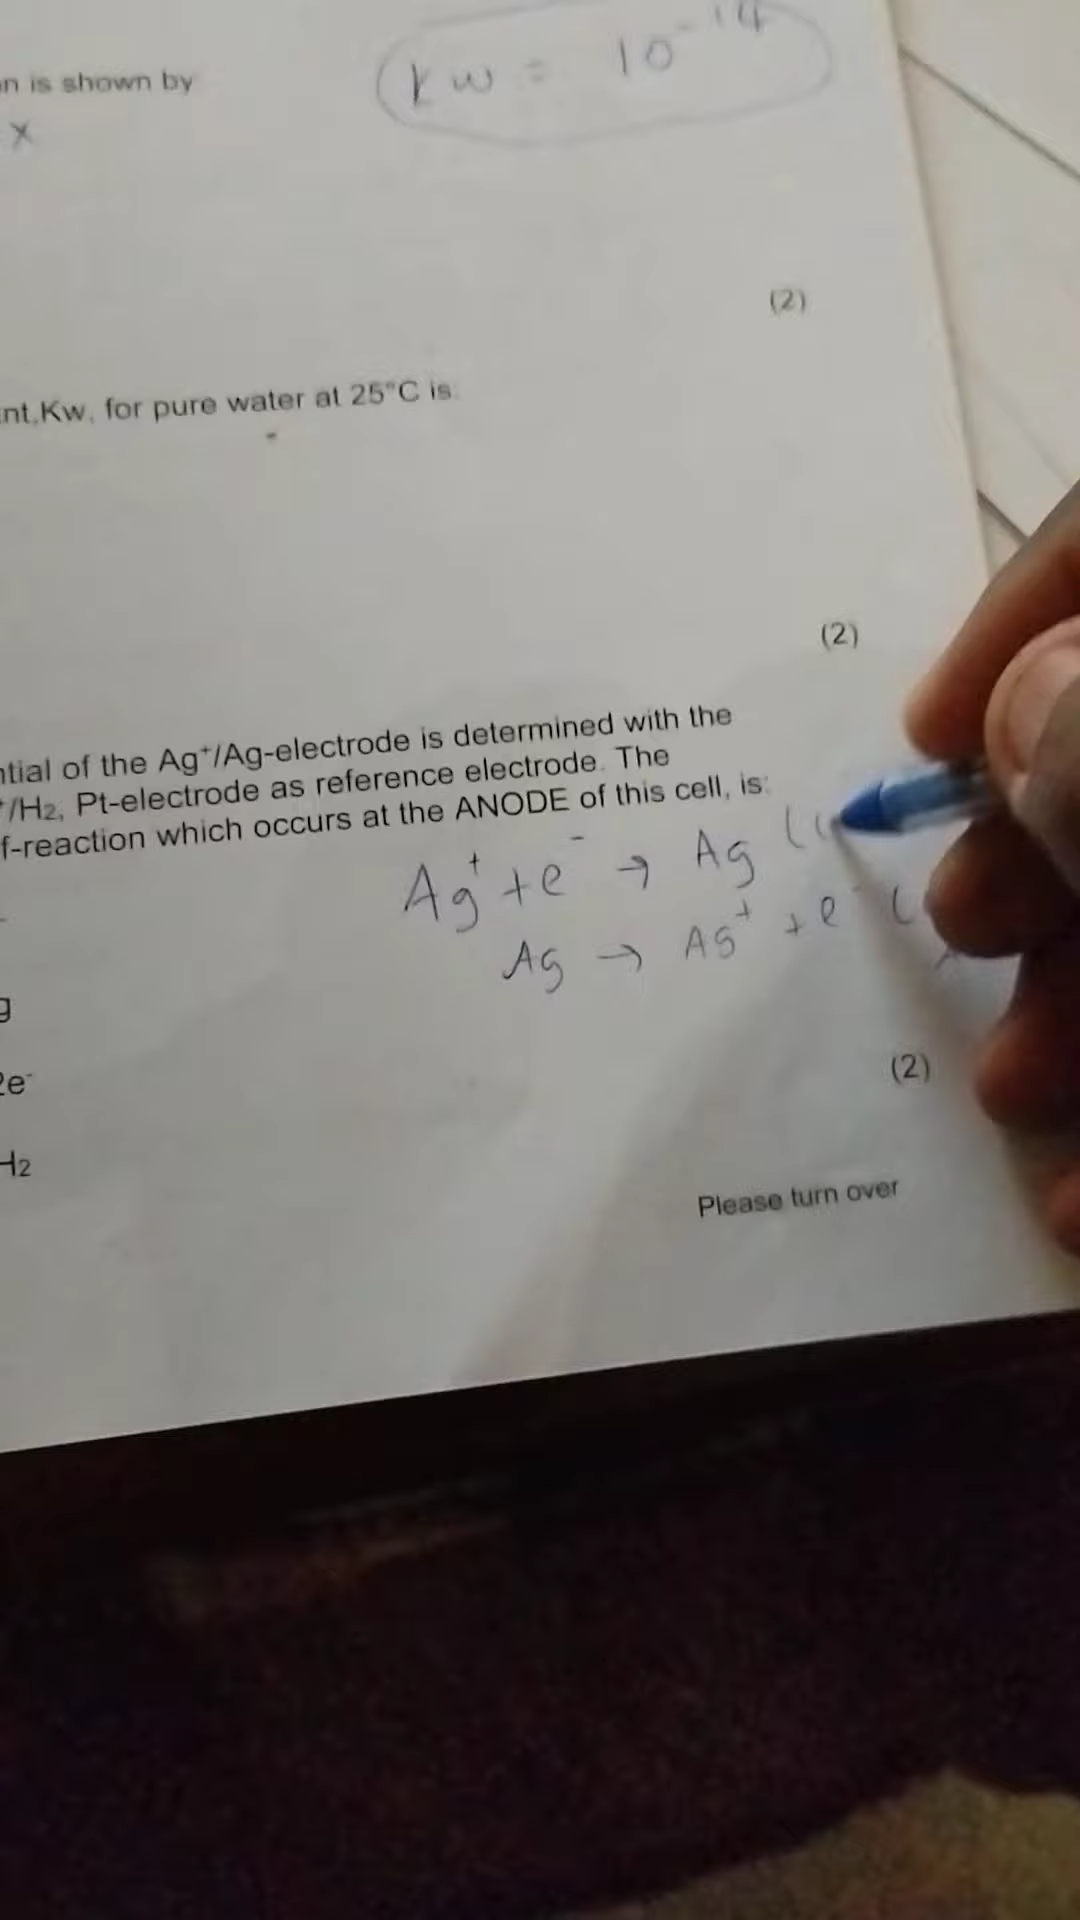 kw = 10⁻¹⁴
n is shown by
x
(2)
nt,Kw, for pure water at 25°C is:
(2)
tial of the Ag⁺/Ag-electrode is determined with the
/H₂, Pt-electrode as reference electrode. The
f-reaction which occurs at the ANODE of this cell, is:
Ag⁺ + e⁻ → Ag (
Ag → Ag⁺ + e⁻ (
g
2e⁻
(2)
H₂
Please turn over